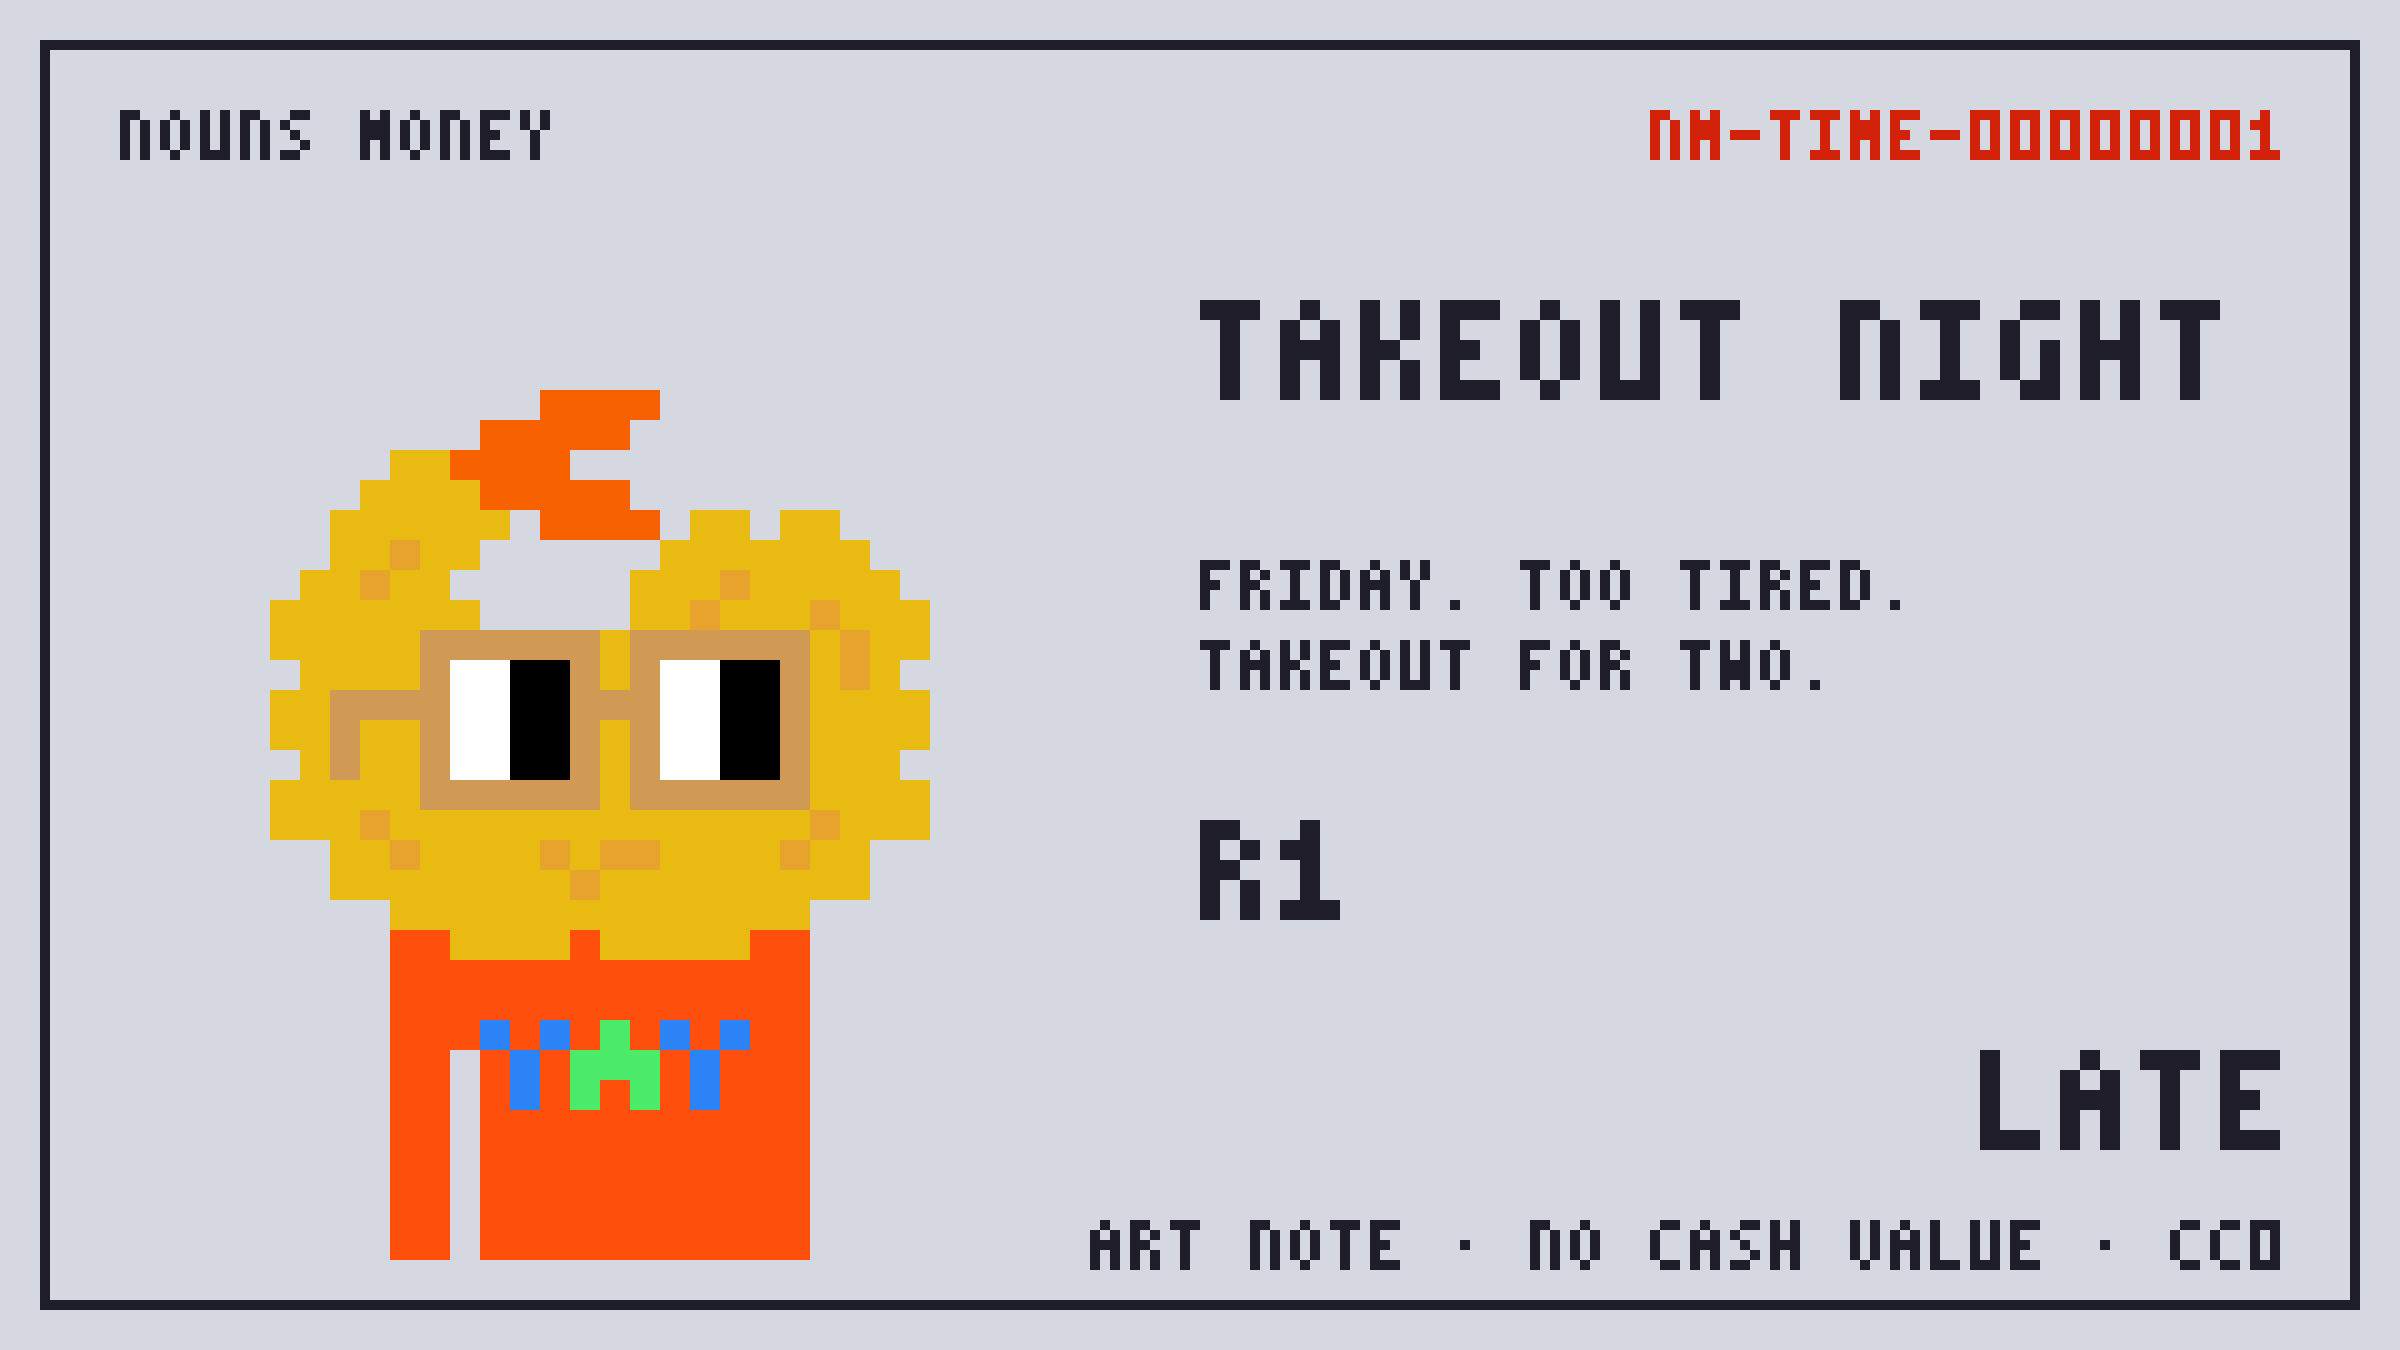 NOUNS MONEY
NM-TIME-00000001
TAKEOUT NIGHT
FRIDAY. TOO TIRED.
TAKEOUT FOR TWO.
R1
YAY
LATE
ART NOTE · NO CASH VALUE · CC0